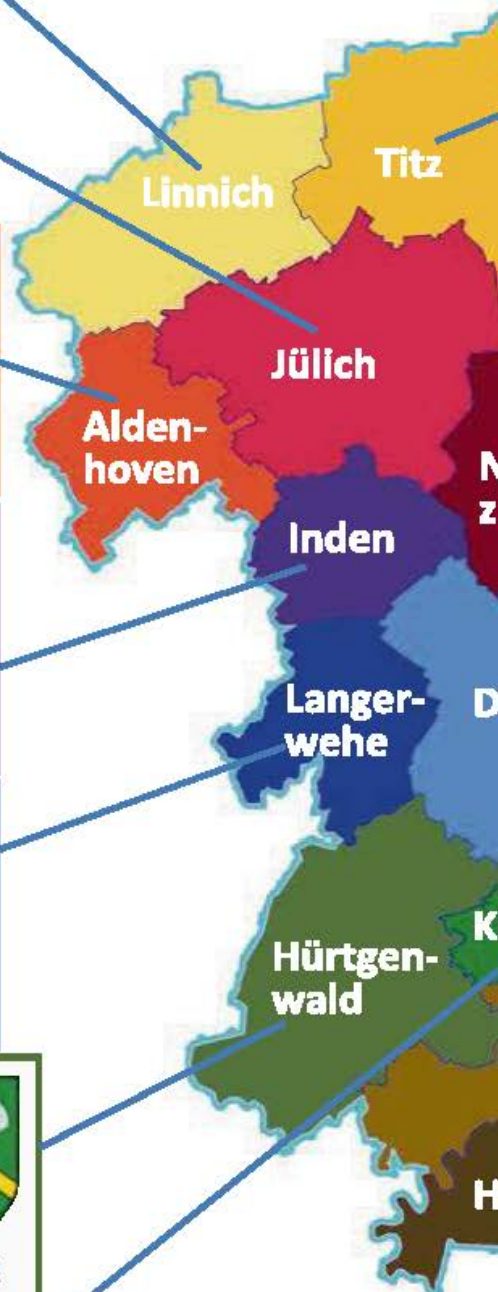 Titz
Linnich
Jülich
Alden-
hoven
N
z
Inden
Langer-
wehe
D
K
Hürtgen-
wald
H